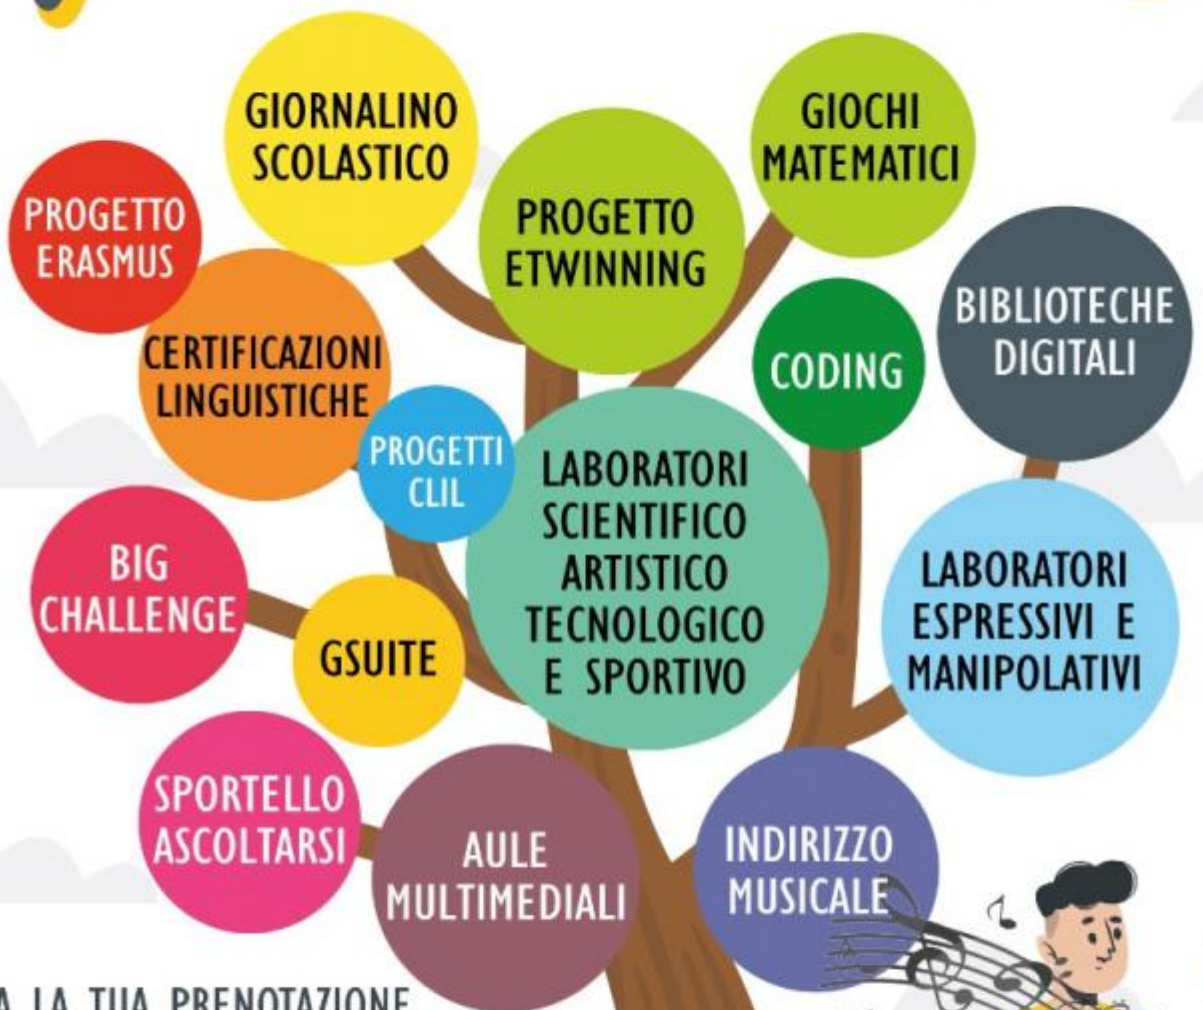 GIORNALINO
SCOLASTICO
GIOCHI
MATEMATICI
PROGETTO
ERASMUS
PROGETTO
ETWINNING
BIBLIOTECHE
DIGITALI
CERTIFICAZIONI
LINGUISTICHE
CODING
PROGETTI
CLIL
LABORATORI
SCIENTIFICO
ARTISTICO
TECNOLOGICO
E SPORTIVO
BIG
CHALLENGE
GSUITE
LABORATORI
ESPRESSIVI E
MANIPOLATIVI
SPORTELLO
ASCOLTARSI
AULE
MULTIMEDIALI
INDIRIZZO
MUSICALE
A LA TUA PRENOTAZIONE